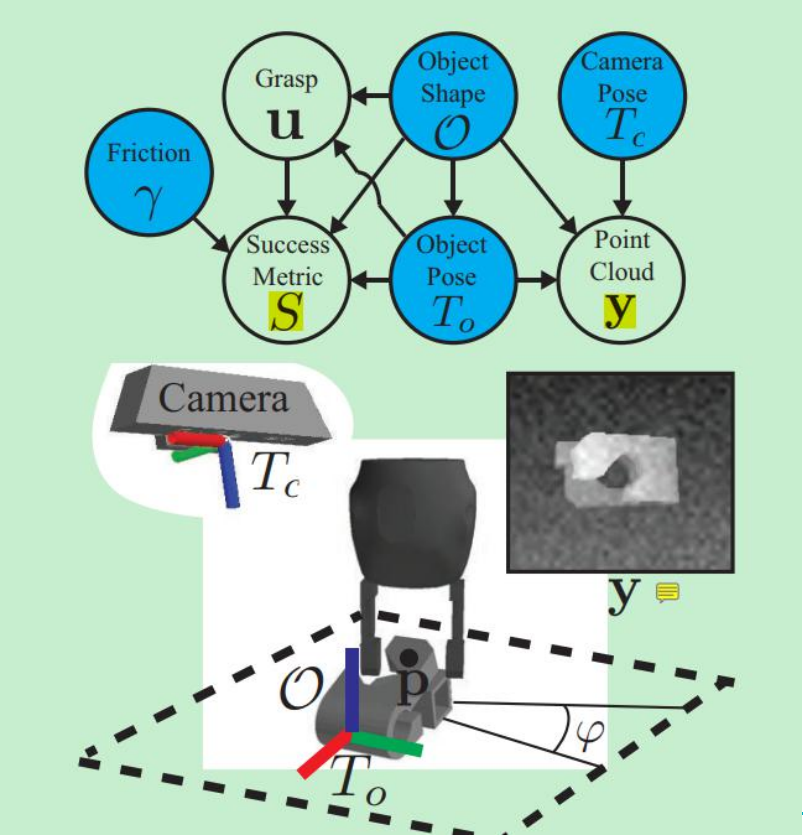 Grasp
u
Object
Shape
𝒪
Camera
Pose
T_c
Friction
γ
Success
Metric
S
Object
Pose
T_o
Point
Cloud
y
Camera
T_c
y
𝒪
p
φ
T_o